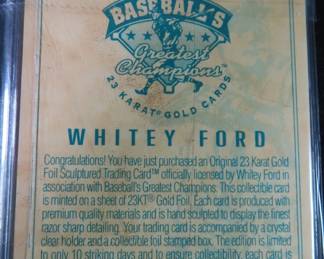 BASEBALL'S
Greatest
Champions™
23 KARAT GOLD CARDS
WHITEY FORD
Congratulations! You have just purchased an Original 23 Karat Gold
Foil Sculptured Trading Card™ officially licensed by Whitey Ford in
association with Baseball's Greatest Champions. This collectible card
is minted on a sheet of 23KT® Gold Foil. Each card is produced with
premium quality materials and is hand sculpted to display the finest
razor sharp detailing. Your trading card is accompanied by a crystal
clear holder and a collectible foil stamped box. The edition is limited
to only 10 striking days and to ensure collectibility, each card is